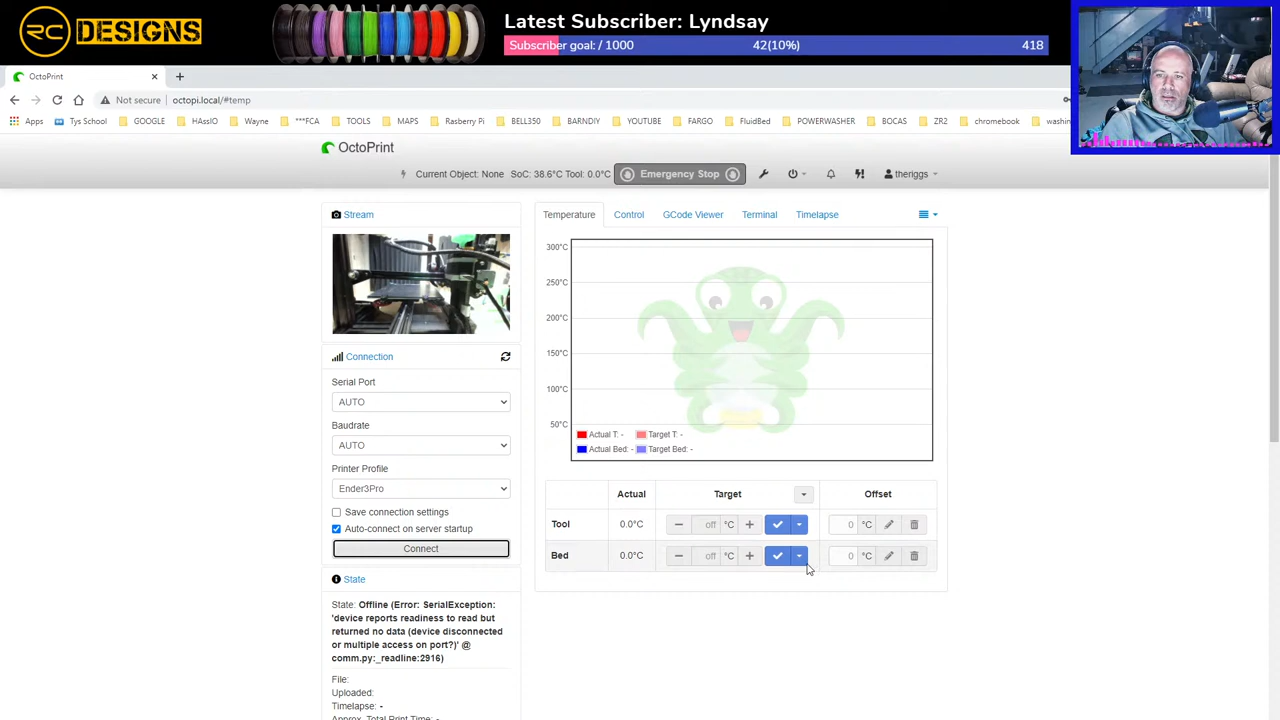 RC DESIGNS
Latest Subscriber: Lyndsay
Subscriber goal: / 1000 42(10%) 418
OctoPrint
Not secure octopi.local/#temp
Apps Tys School GOOGLE HAssIO Wayne ***FCA TOOLS MAPS Rasberry Pi BELL350 BARNDIY YOUTUBE FARGO FluidBed POWERWASHER BOCAS ZR2 chromebook washin
OctoPrint
Current Object: None SoC: 38.6°C Tool: 0.0°C Emergency Stop theriggs
Stream
Temperature Control GCode Viewer Terminal Timelapse
300°C
250°C
200°C
150°C
100°C
50°C
Actual T: - Target T: -
Actual Bed: - Target Bed: -
Connection
Serial Port
AUTO
Baudrate
AUTO
Printer Profile
Ender3Pro
Save connection settings
Auto-connect on server startup
Connect
Actual Target Offset
Tool 0.0°C off °C 0 °C
Bed 0.0°C off °C 0 °C
State
State: Offline (Error: SerialException:
'device reports readiness to read but
returned no data (device disconnected
or multiple access on port?)' @
comm.py:_readline:2916)
File:
Uploaded:
Timelapse: -
Approx. Total Print Time: -